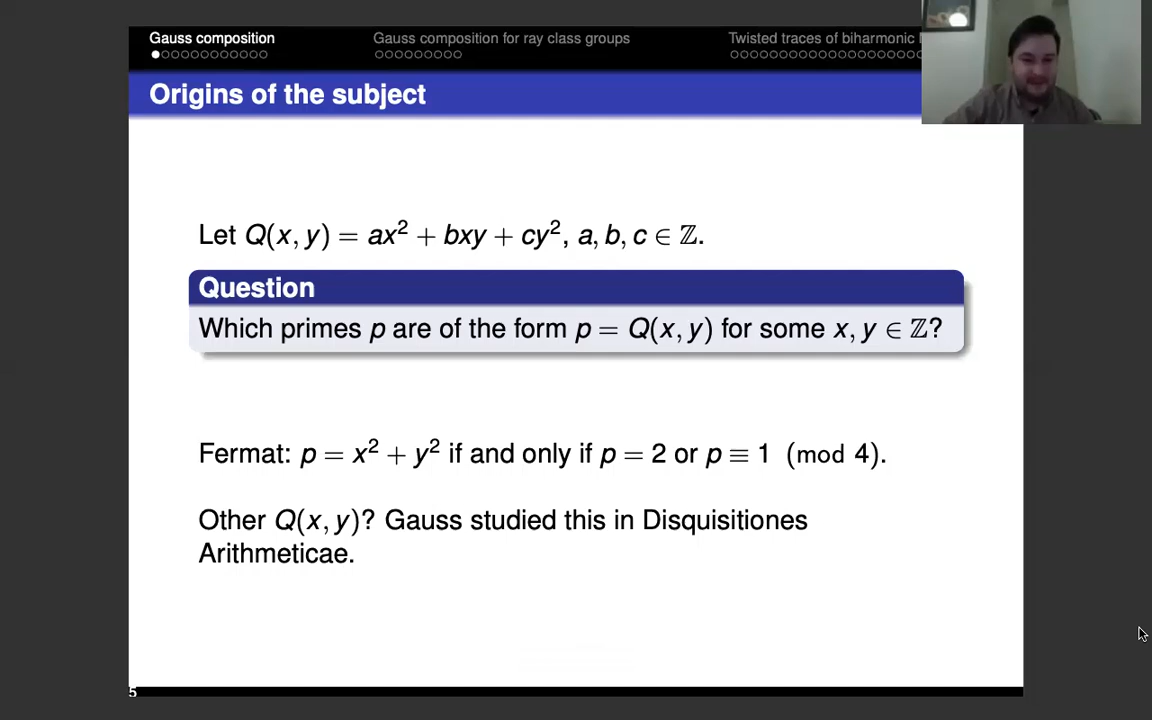 Gauss composition Gauss composition for ray class groups Twisted traces of biharmonic
Origins of the subject
Let Q(x, y) = ax² + bxy + cy², a, b, c ∈ ℤ.
Question
Which primes p are of the form p = Q(x, y) for some x, y ∈ ℤ?
Fermat: p = x² + y² if and only if p = 2 or p ≡ 1 (mod 4).
Other Q(x, y)? Gauss studied this in Disquisitiones
Arithmeticae.
5